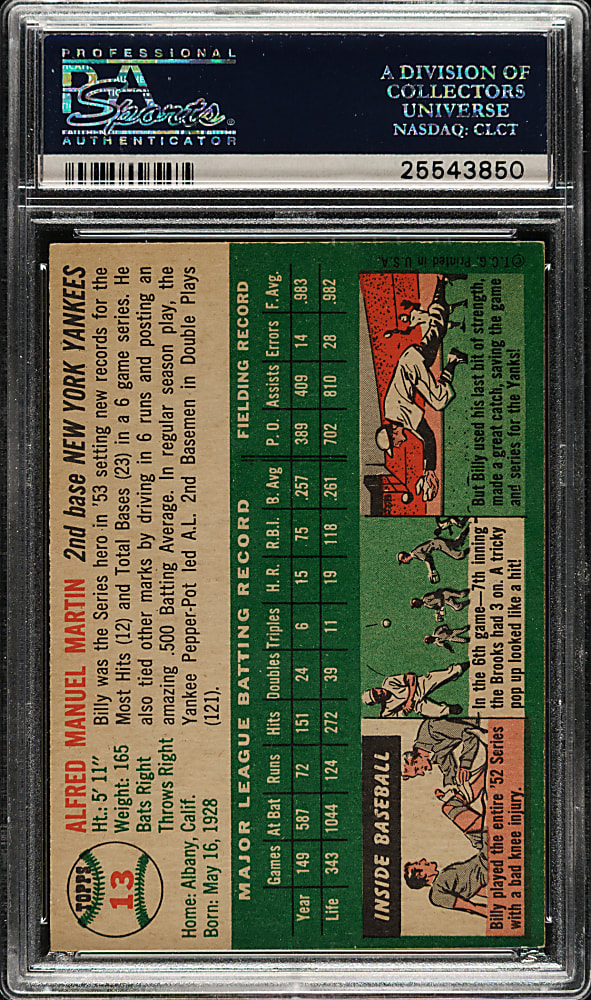 PROFESSIONAL
PSA
Sports
AUTHENTICATOR
A DIVISION OF
COLLECTORS
UNIVERSE
NASDAQ: CLCT
25543850
TOPPS
13
ALFRED MANUEL MARTIN 2nd base NEW YORK YANKEES
Ht.: 5' 11"
Weight: 165
Bats Right
Throws Right
Home: Albany, Calif.
Born: May 16, 1928
Billy was the Series hero in '53 setting new records for the
Most Hits (12) and Total Bases (23) in a 6 game series. He
also tied other marks by driving in 6 runs and posting an
amazing .500 Batting Average. In regular season play, the
Yankee Pepper-Pot led A.L. 2nd Basemen in Double Plays
(121).
MAJOR LEAGUE BATTING RECORD FIELDING RECORD
Games At Bat Runs Hits Doubles Triples H.R. R.B.I. B. Avg P.O. Assists Errors F. Avg.
Year 149 587 72 151 24 6 15 75 .257 389 409 14 .983
Life 343 1044 124 272 39 11 19 118 .261 702 810 28 .982
INSIDE BASEBALL
Billy played the entire '52 Series
with a bad knee injury.
In the 6th game—7th inning
the Brooks had 3 on. A tricky
pop up looked like a hit!
But Billy used his last bit of strength,
made a great catch, saving the game
and series for the Yanks!
© T.C.G. Printed in U.S.A.